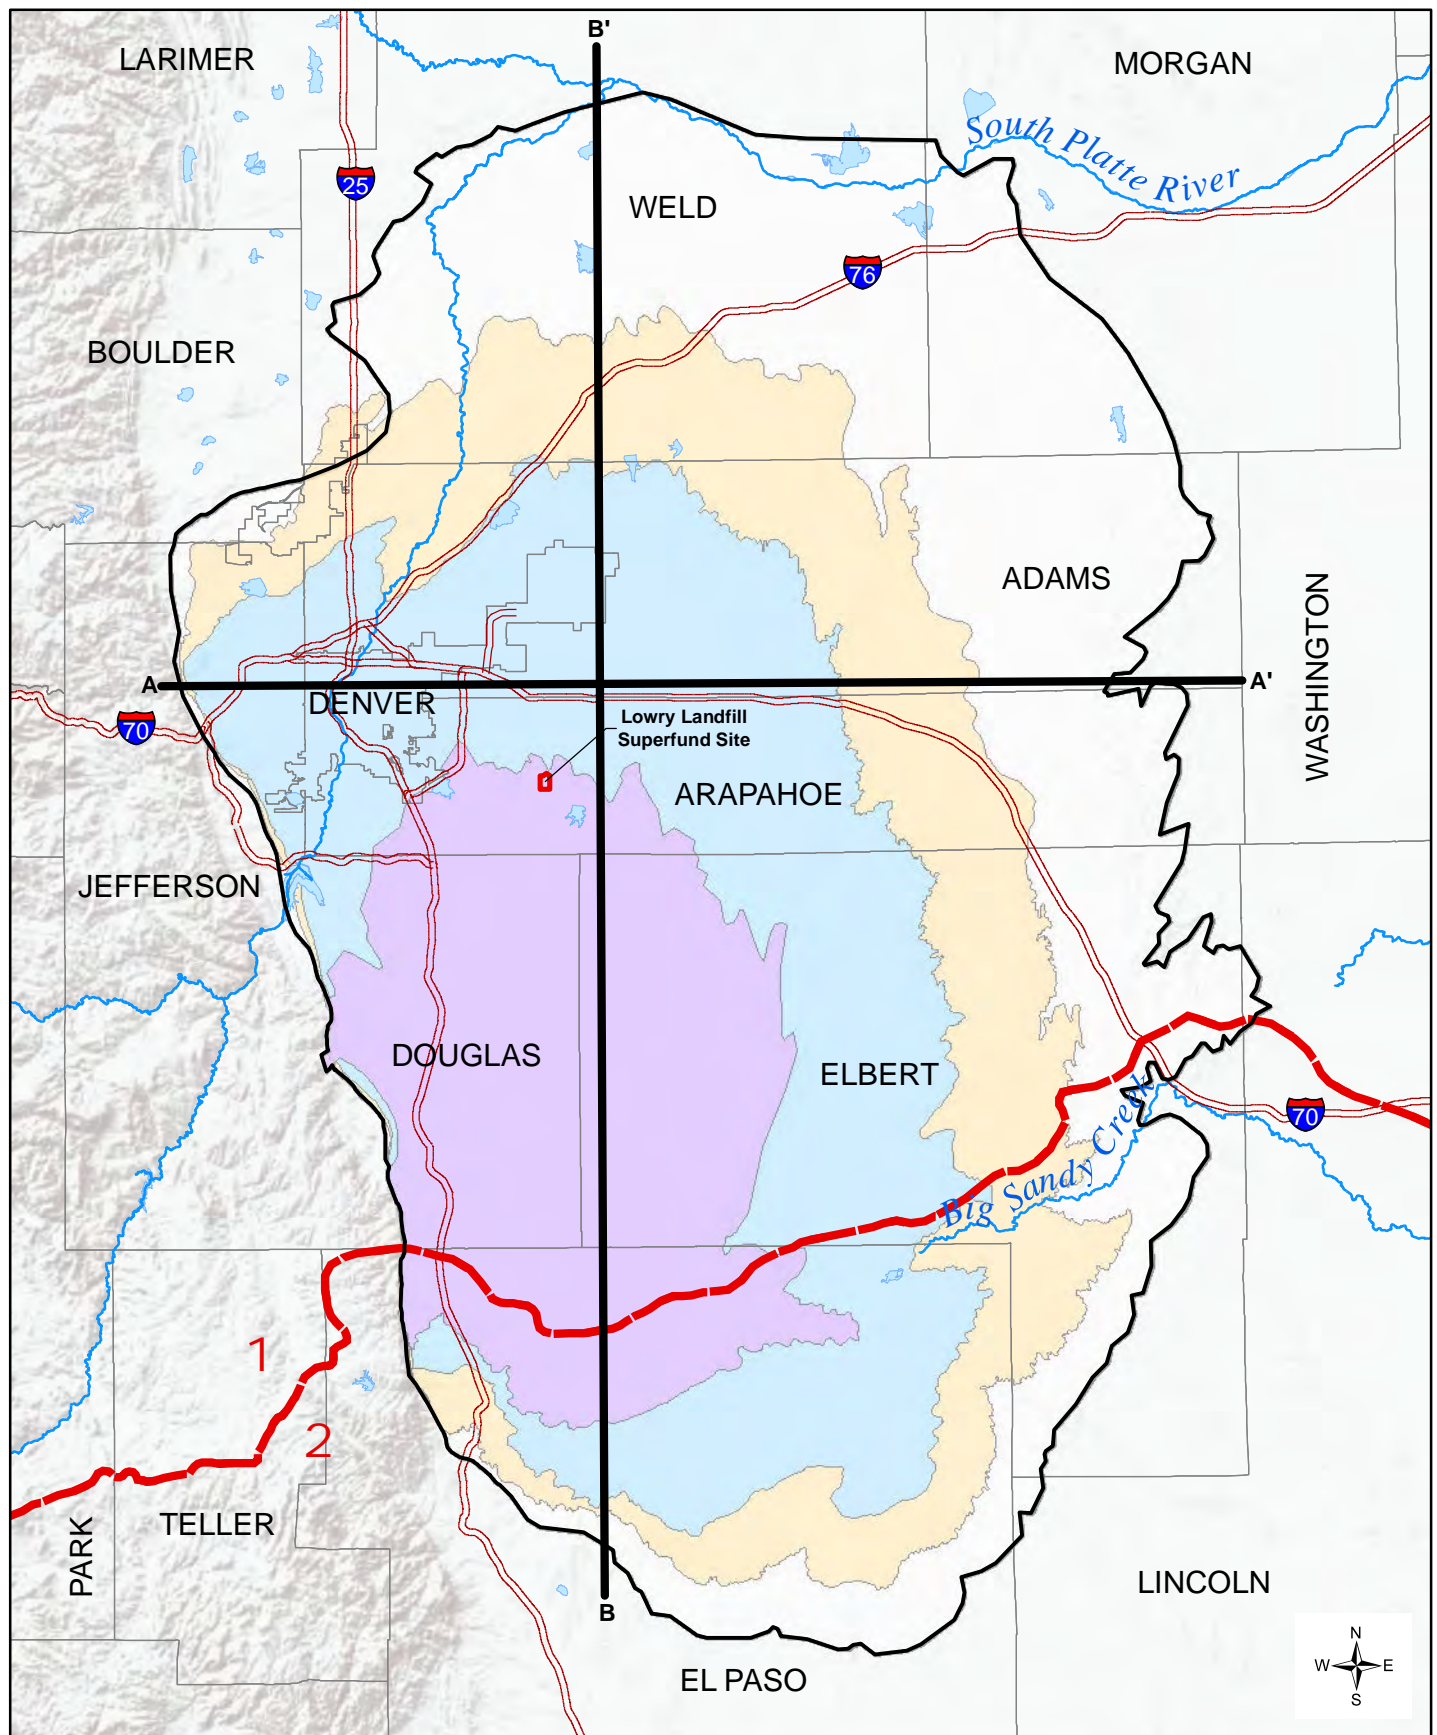 B'
LARIMER
MORGAN
South Platte River
25
WELD
76
BOULDER
ADAMS
WASHINGTON
A
A'
DENVER
70
Lowry Landfill
Superfund Site
ARAPAHOE
JEFFERSON
DOUGLAS
ELBERT
Big Sandy Creek
70
1
2
TELLER
PARK
LINCOLN
B
EL PASO
N
W
E
S